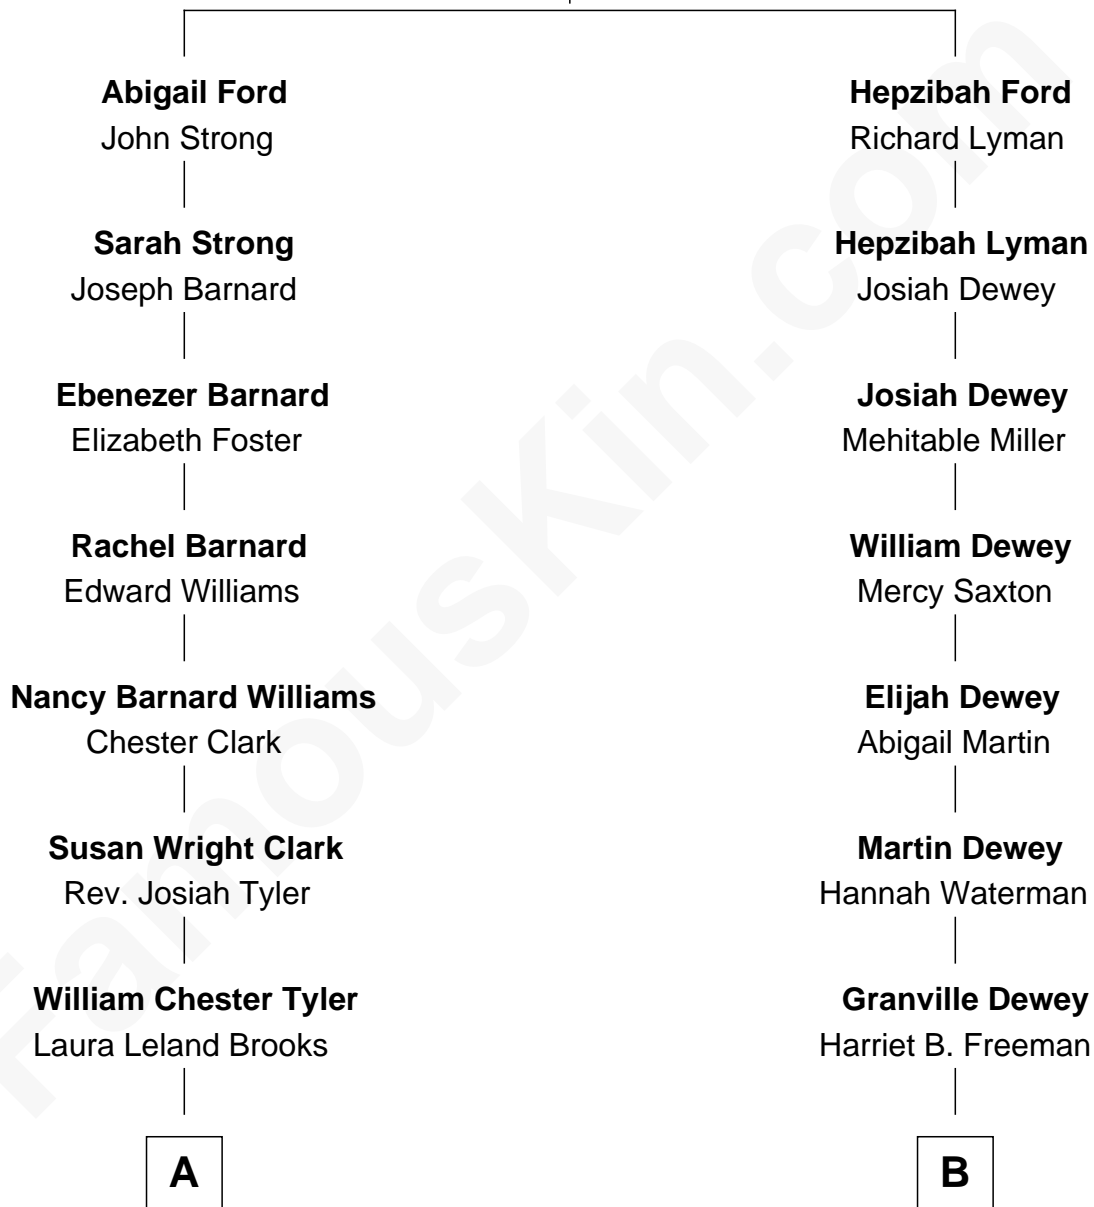 Abigail Ford
John Strong
Sarah Strong
Joseph Barnard
Ebenezer Barnard
Elizabeth Foster
Rachel Barnard
Edward Williams
Nancy Barnard Williams
Chester Clark
Susan Wright Clark
Rev. Josiah Tyler
William Chester Tyler
Laura Leland Brooks
A
Hepzibah Ford
Richard Lyman
Hepzibah Lyman
Josiah Dewey
Josiah Dewey
Mehitable Miller
William Dewey
Mercy Saxton
Elijah Dewey
Abigail Martin
Martin Dewey
Hannah Waterman
Granville Dewey
Harriet B. Freeman
B
FamousKin.com